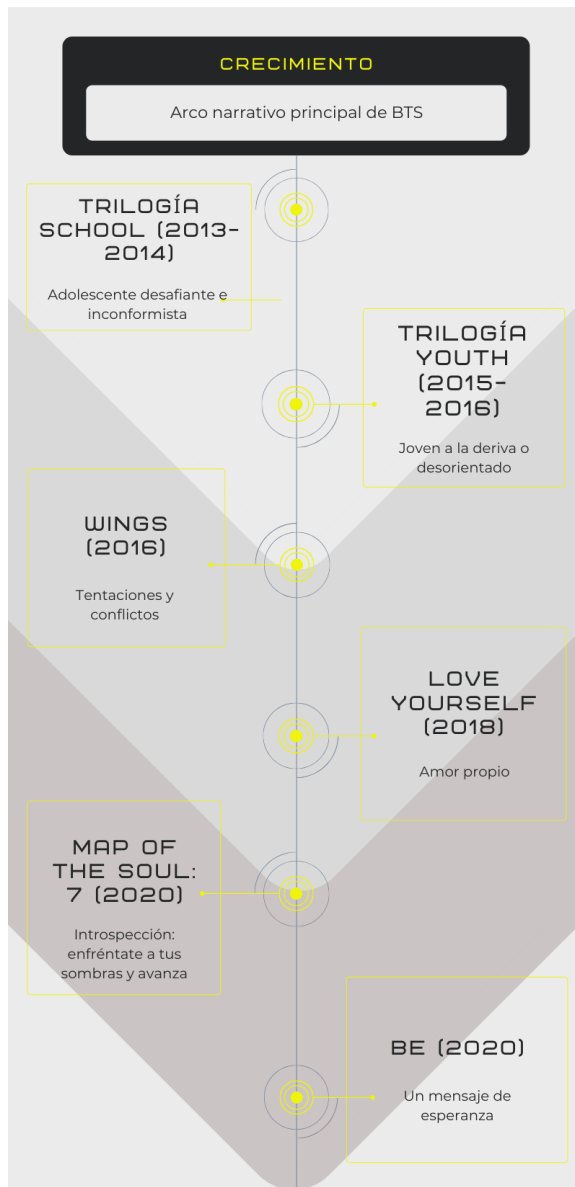 CRECIMIENTO
Arco narrativo principal de BTS
TRILOGÍA
SCHOOL (2013-
2014)
Adolescente desafiante e
inconformista
TRILOGÍA
YOUTH
(2015-
2016)
Joven a la deriva o
desorientado
WINGS
(2016)
Tentaciones y
conflictos
LOVE
YOURSELF
(2018)
Amor propio
MAP OF
THE SOUL:
7 (2020)
Introspección:
enfréntate a tus
sombras y avanza
BE (2020)
Un mensaje de
esperanza